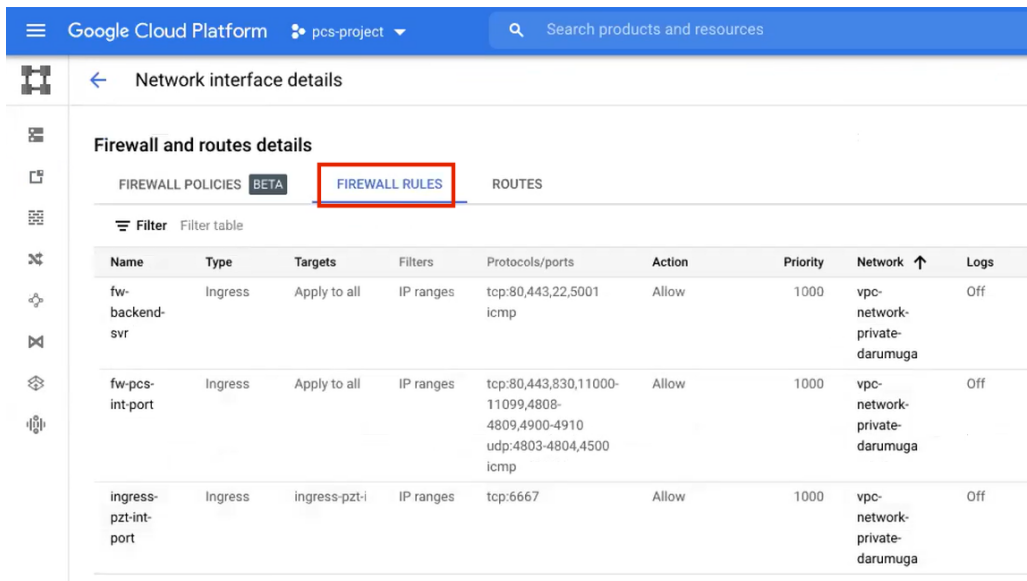 Google Cloud Platform pcs-project Search products and resources
Network interface details
Firewall and routes details
FIREWALL POLICIES BETA FIREWALL RULES ROUTES
Filter Filter table
Name Type Targets Filters Protocols/ports Action Priority Network Logs
fw- Ingress Apply to all IP ranges tcp:80,443,22,5001 Allow 1000 vpc- Off
backend- icmp network-
svr private-
darumuga
fw-pcs- Ingress Apply to all IP ranges tcp:80,443,830,11000- Allow 1000 vpc- Off
int-port 11099,4808- network-
4809,4900-4910 private-
udp:4803-4804,4500 darumuga
icmp
ingress- Ingress ingress-pzt-i IP ranges tcp:6667 Allow 1000 vpc- Off
pzt-int- network-
port private-
darumuga